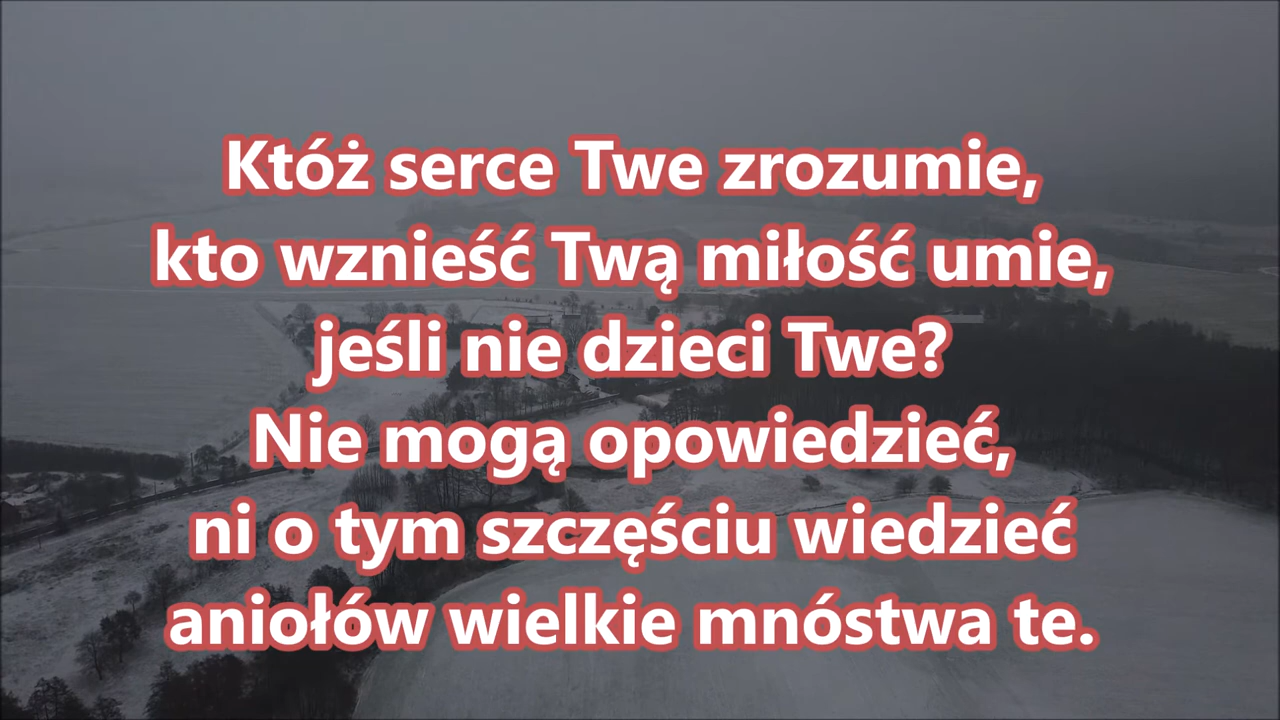 Któż serce Twe zrozumie,
kto wznieść Twą miłość umie,
jeśli nie dzieci Twe?
Nie mogą opowiedzieć,
ni o tym szczęściu wiedzieć
aniołów wielkie mnóstwa te.